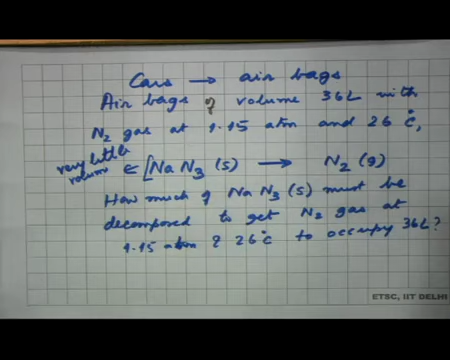 Cars → air bags
Air bags of volume 36L with
N₂ gas at 1.15 atm and 26°C,
very little
volume ∈ [NaN₃(s) → N₂(g)
How much of NaN₃(s) must be
decomposed to get N₂ gas at
1.15 atm & 26°C to occupy 36L?
ETSC, IIT DELHI